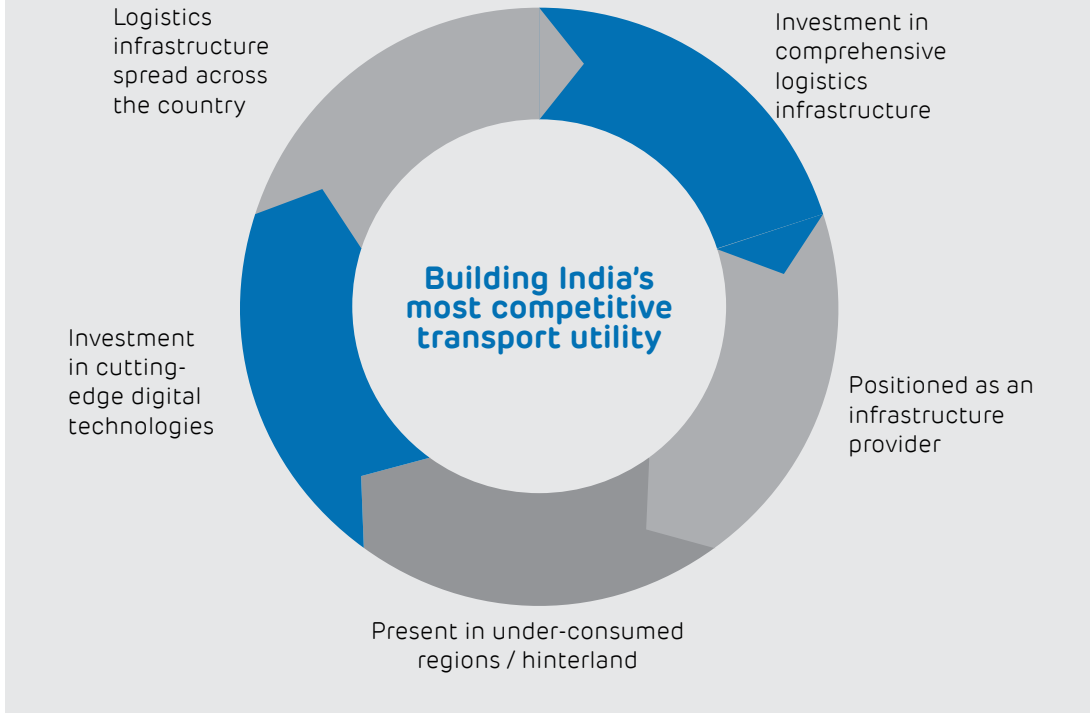 Logistics
infrastructure
spread across
the country
Investment in
comprehensive
logistics
infrastructure
Building India's
most competitive
transport utility
Investment
in cutting-
edge digital
technologies
Positioned as an
infrastructure
provider
Present in under-consumed
regions / hinterland